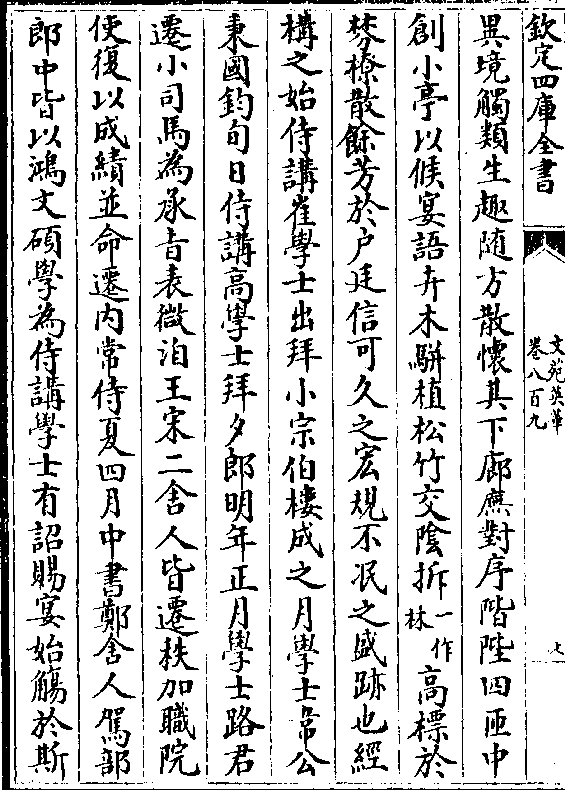 欽定四庫全書
文苑英華
卷八百九
七
異境觸類生趣随方散懷其下廊廡對序階陛四匝中
創小亭以候宴語卉木駢植松竹交陰拆一作林高標於
棼橑散餘芳於户廷信可久之宏規不泯之盛跡也經
構之始侍講崔學士出拜小宗伯樓成之月學士韋公
秉國鈞旬日侍講高學士拜夕郎明年正月學士路君
遷小司馬為承㫖表微洎王宋二舍人皆遷秩加職院
使復以成績並命遷内常侍夏四月中書鄭舍人駕部
郎中皆以鴻文碩學為侍講學士有詔賜宴始觴於斯